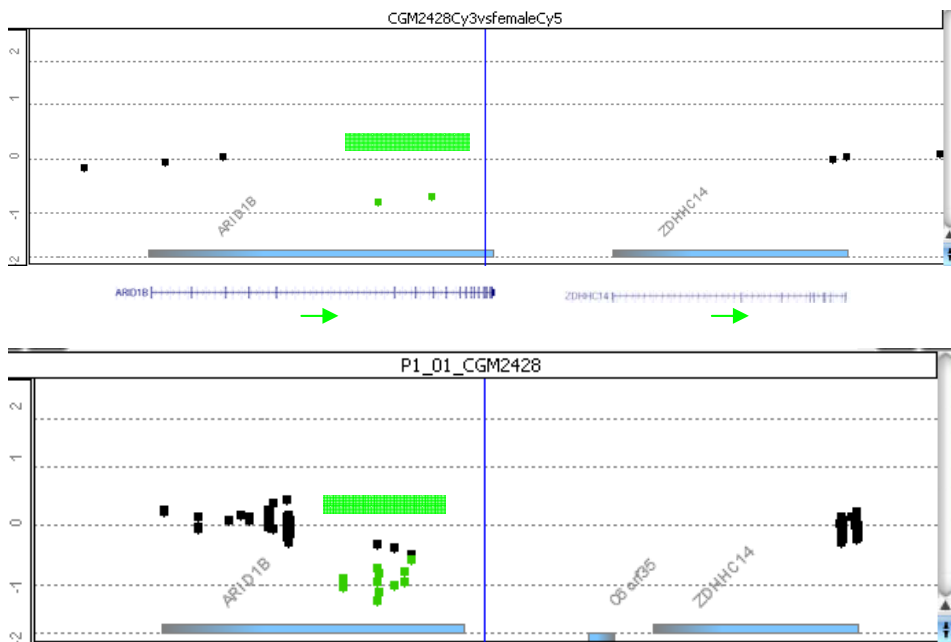 CGM2428Cy3vsfemaleCy5
2
1
0
-1
-2
ARID1B
ZDHHC14
ARID1B
ZDHHC14
P1_01_CGM2428
2
1
0
-1
-2
ARID1B
C6orf35
ZDHHC14